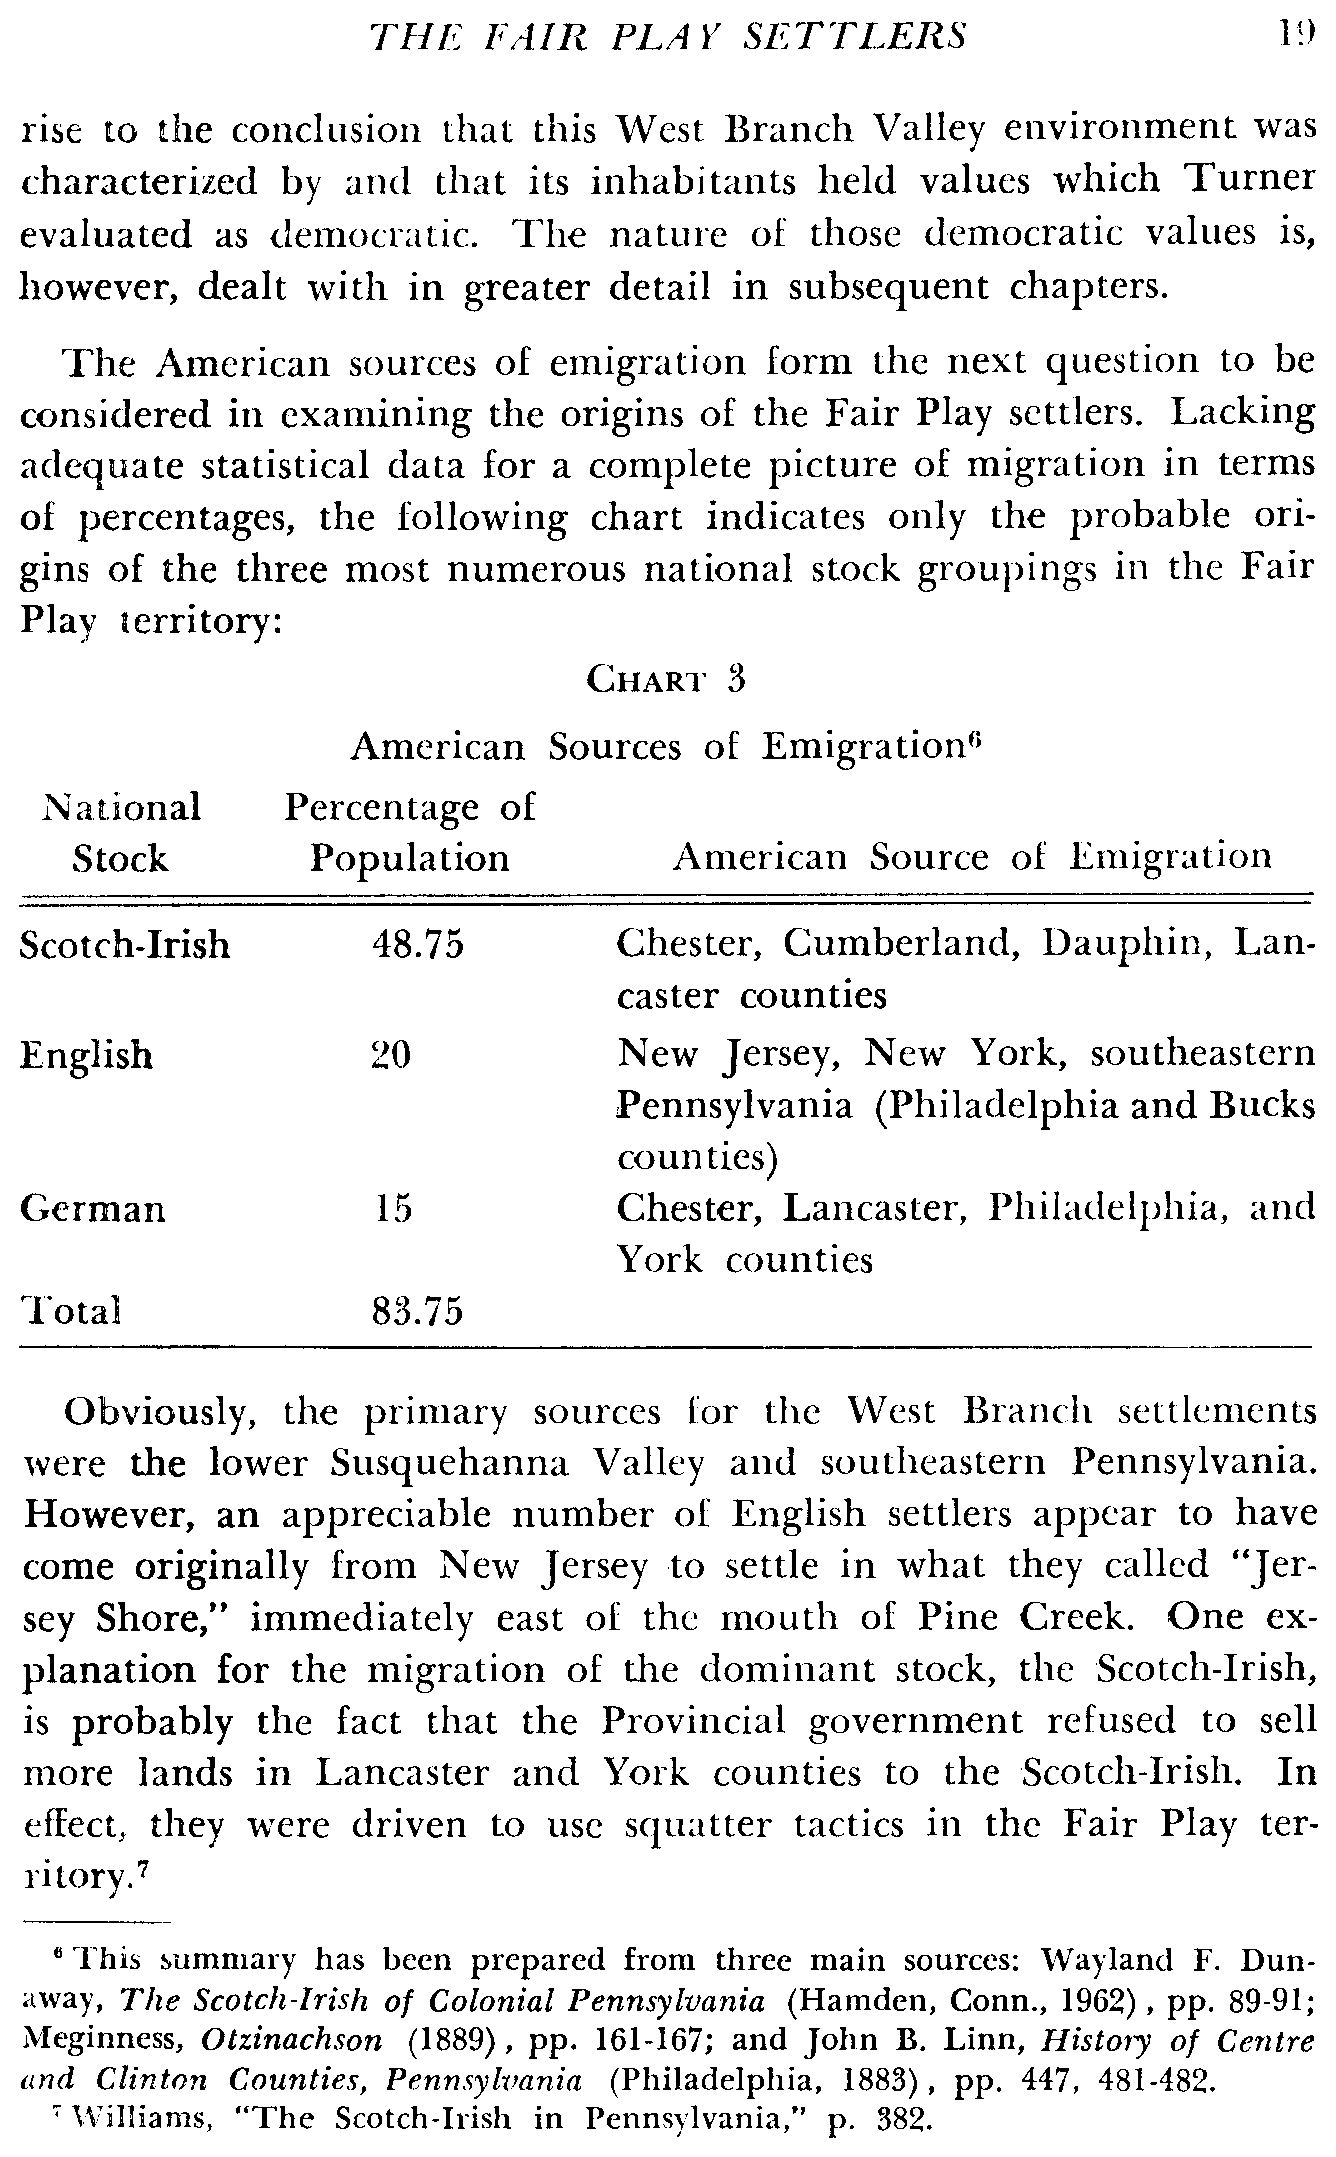 THE FAIR PLAY SETTLERS 19
rise to the conclusion that this West Branch Valley environment was
characterized by and that its inhabitants held values which Turner
evaluated as democratic. The nature of those democratic values is,
however, dealt with in greater detail in subsequent chapters.
The American sources of emigration form the next question to be
considered in examining the origins of the Fair Play settlers. Lacking
adequate statistical data for a complete picture of migration in terms
of percentages, the following chart indicates only the probable ori-
gins of the three most numerous national stock groupings in the Fair
Play territory:
CHART 3
American Sources of Emigration⁶
National Percentage of
Stock Population American Source of Emigration
Scotch-Irish 48.75 Chester, Cumberland, Dauphin, Lan-
caster counties
English 20 New Jersey, New York, southeastern
Pennsylvania (Philadelphia and Bucks
counties)
German 15 Chester, Lancaster, Philadelphia, and
York counties
Total 83.75
Obviously, the primary sources for the West Branch settlements
were the lower Susquehanna Valley and southeastern Pennsylvania.
However, an appreciable number of English settlers appear to have
come originally from New Jersey to settle in what they called “Jer-
sey Shore,” immediately east of the mouth of Pine Creek. One ex-
planation for the migration of the dominant stock, the Scotch-Irish,
is probably the fact that the Provincial government refused to sell
more lands in Lancaster and York counties to the Scotch-Irish. In
effect, they were driven to use squatter tactics in the Fair Play ter-
ritory.⁷
⁶ This summary has been prepared from three main sources: Wayland F. Dun-
away, The Scotch-Irish of Colonial Pennsylvania (Hamden, Conn., 1962), pp. 89-91;
Meginness, Otzinachson (1889), pp. 161-167; and John B. Linn, History of Centre
and Clinton Counties, Pennsylvania (Philadelphia, 1883), pp. 447, 481-482.
⁷ Williams, “The Scotch-Irish in Pennsylvania,” p. 382.